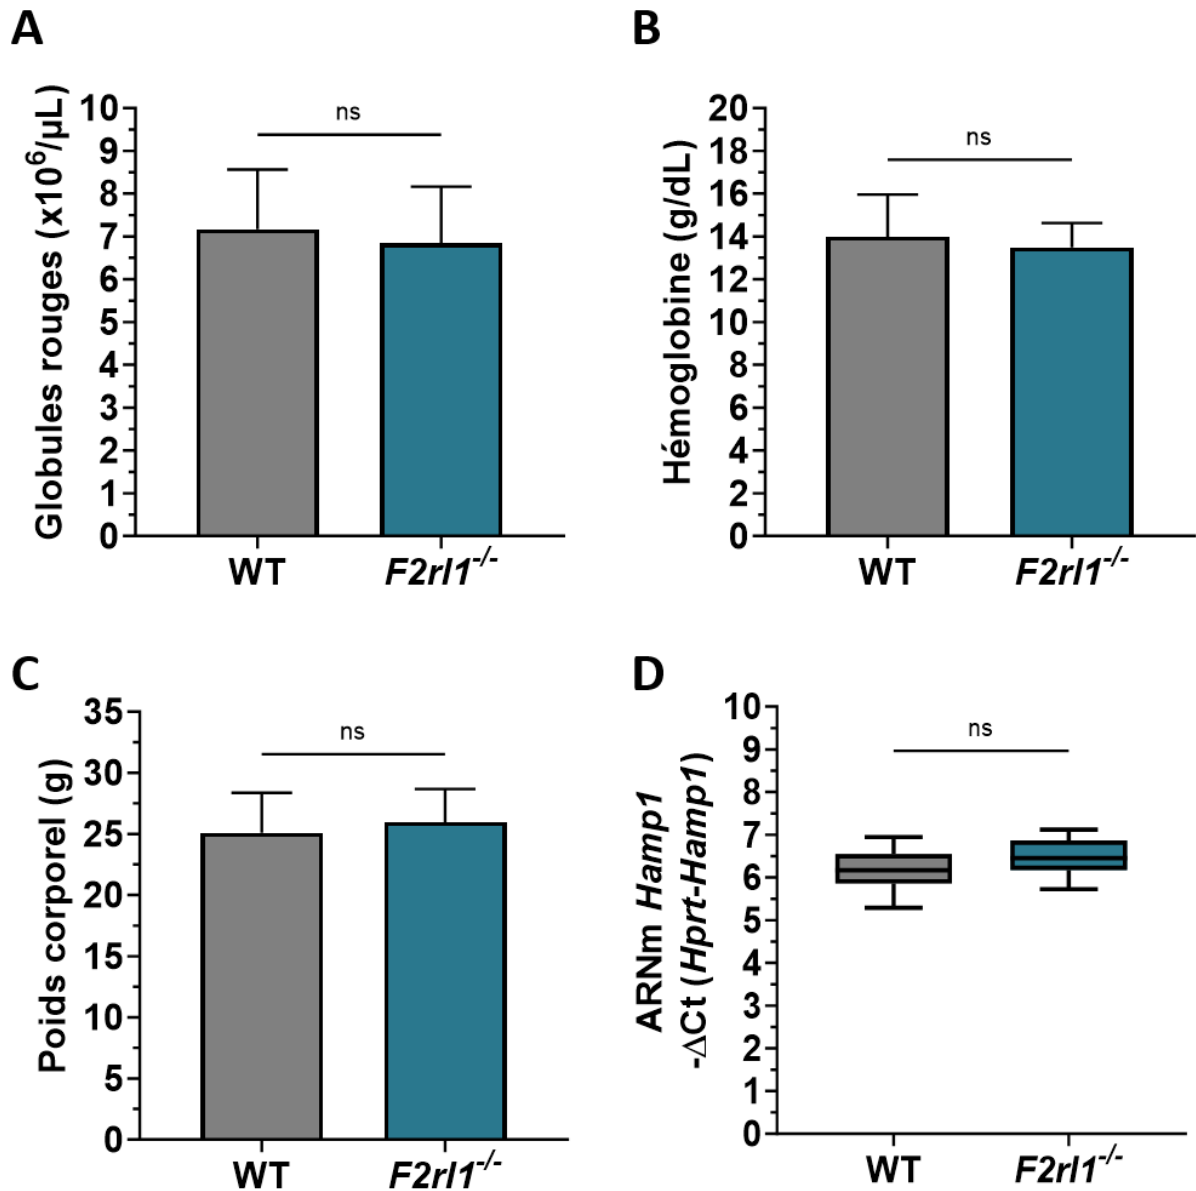 A
Globules rouges (x10⁶/µL)
10
9
8
7
6
5
4
3
2
1
0
ns
WT
F2rl1⁻/⁻
B
Hémoglobine (g/dL)
20
18
16
14
12
10
8
6
4
2
0
ns
WT
F2rl1⁻/⁻
C
Poids corporel (g)
35
30
25
20
15
10
5
0
ns
WT
F2rl1⁻/⁻
D
ARNm Hamp1
-ΔCt (Hprt-Hamp1)
10
9
8
7
6
5
4
3
2
1
0
ns
WT
F2rl1⁻/⁻